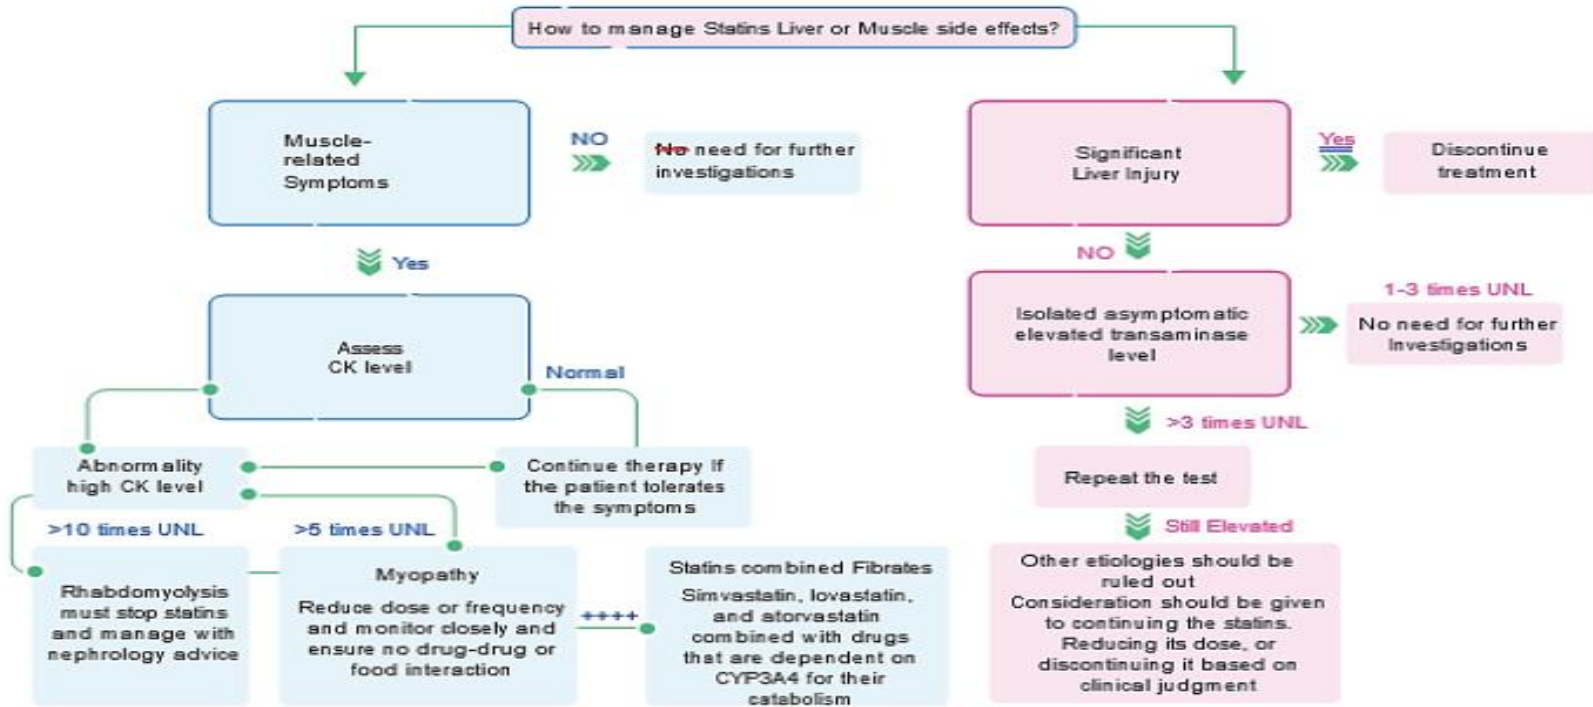 How to manage Statins Liver or Muscle side effects?
Muscle-
related
Symptoms
NO
No need for further
investigations
Yes
Assess
CK level
Normal
Abnormality
high CK level
Continue therapy If
the patient tolerates
the symptoms
>10 times UNL
>5 times UNL
Rhabdomyolysis
must stop statins
and manage with
nephrology advice
Myopathy
Reduce dose or frequency
and monitor closely and
ensure no drug-drug or
food interaction
++++
Statins combined Fibrates
Simvastatin, lovastatin,
and atorvastatin
combined with drugs
that are dependent on
CYP3A4 for their
catabolism
Significant
Liver Injury
Yes
Discontinue
treatment
NO
Isolated asymptomatic
elevated transaminase
level
1-3 times UNL
No need for further
Investigations
>3 times UNL
Repeat the test
Still Elevated
Other etiologies should be
ruled out
Consideration should be given
to continuing the statins.
Reducing its dose, or
discontinuing it based on
clinical judgment